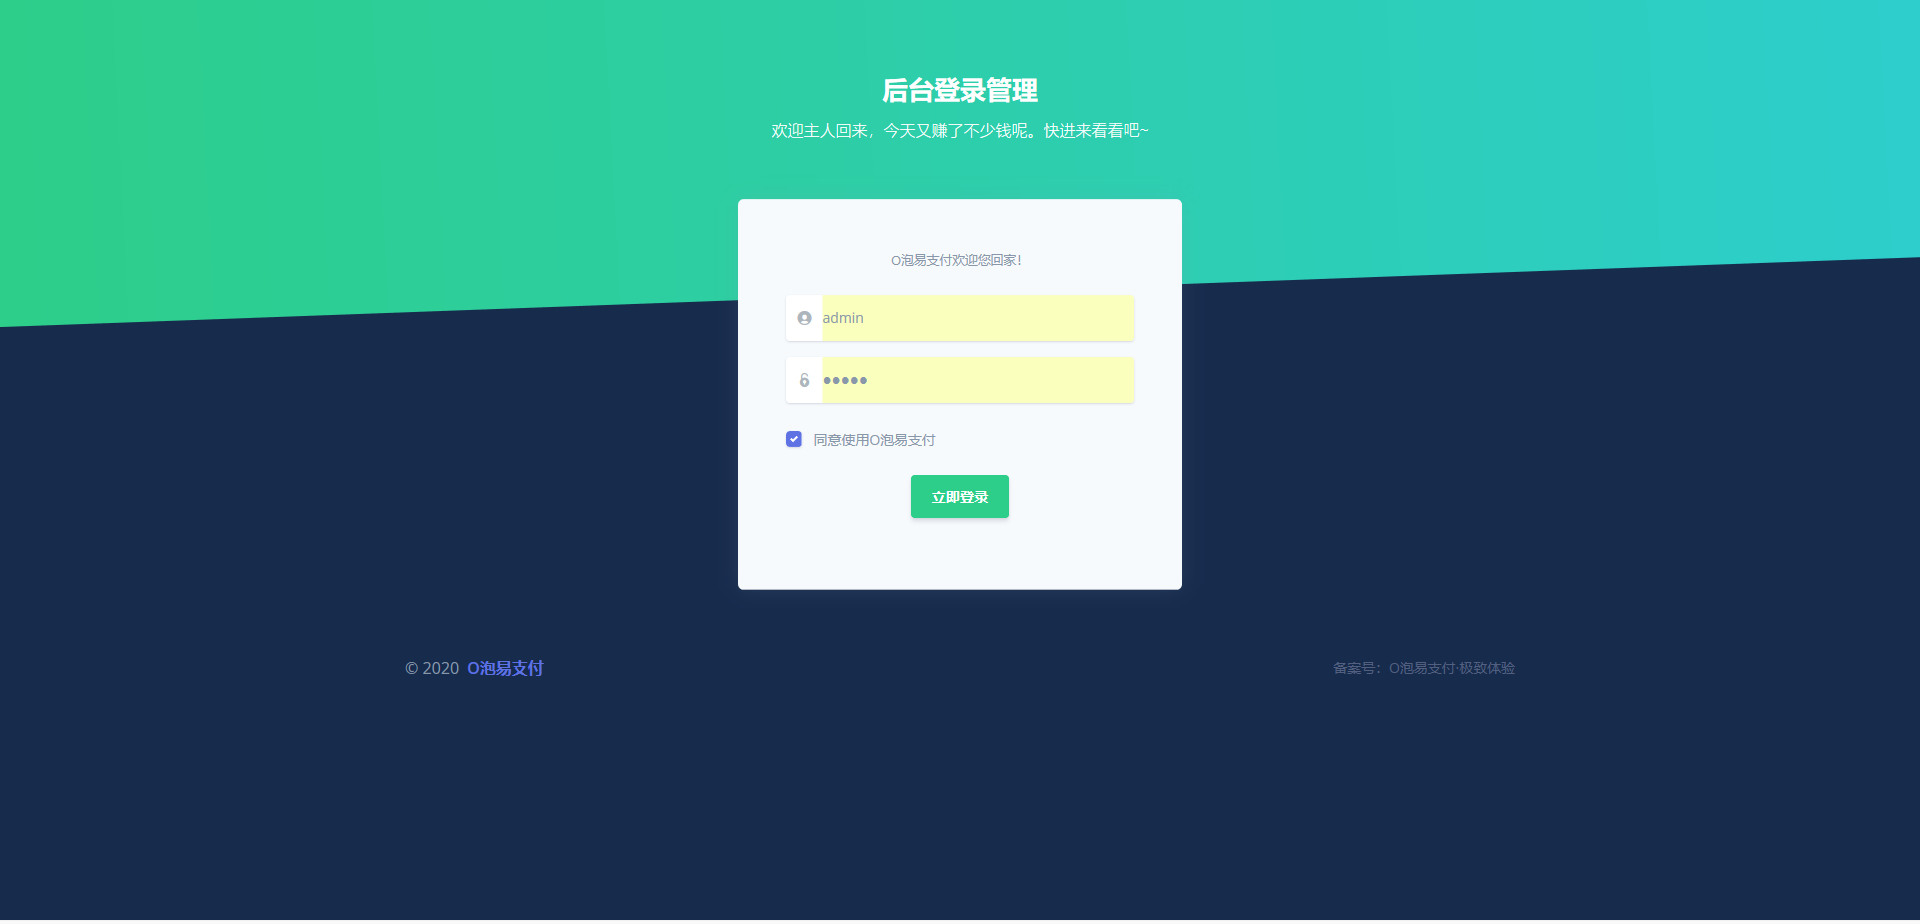 后台登录管理
欢迎主人回来，今天又赚了不少钱呢。快进来看看吧~
O泡易支付欢迎您回家！
admin
●●●●●
同意使用O泡易支付
立即登录
© 2020 O泡易支付
备案号：O泡易支付·极致体验